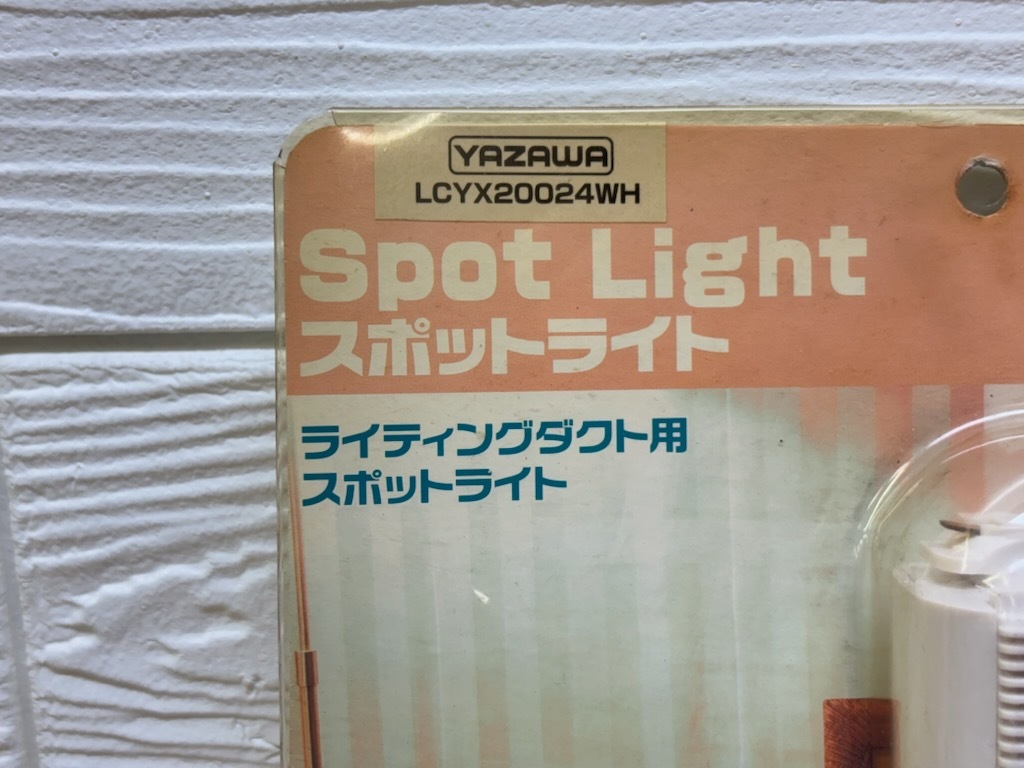 YAZAWA
LCYX20024WH
Spot Light
スポットライト
ライティングダクト用
スポットライト